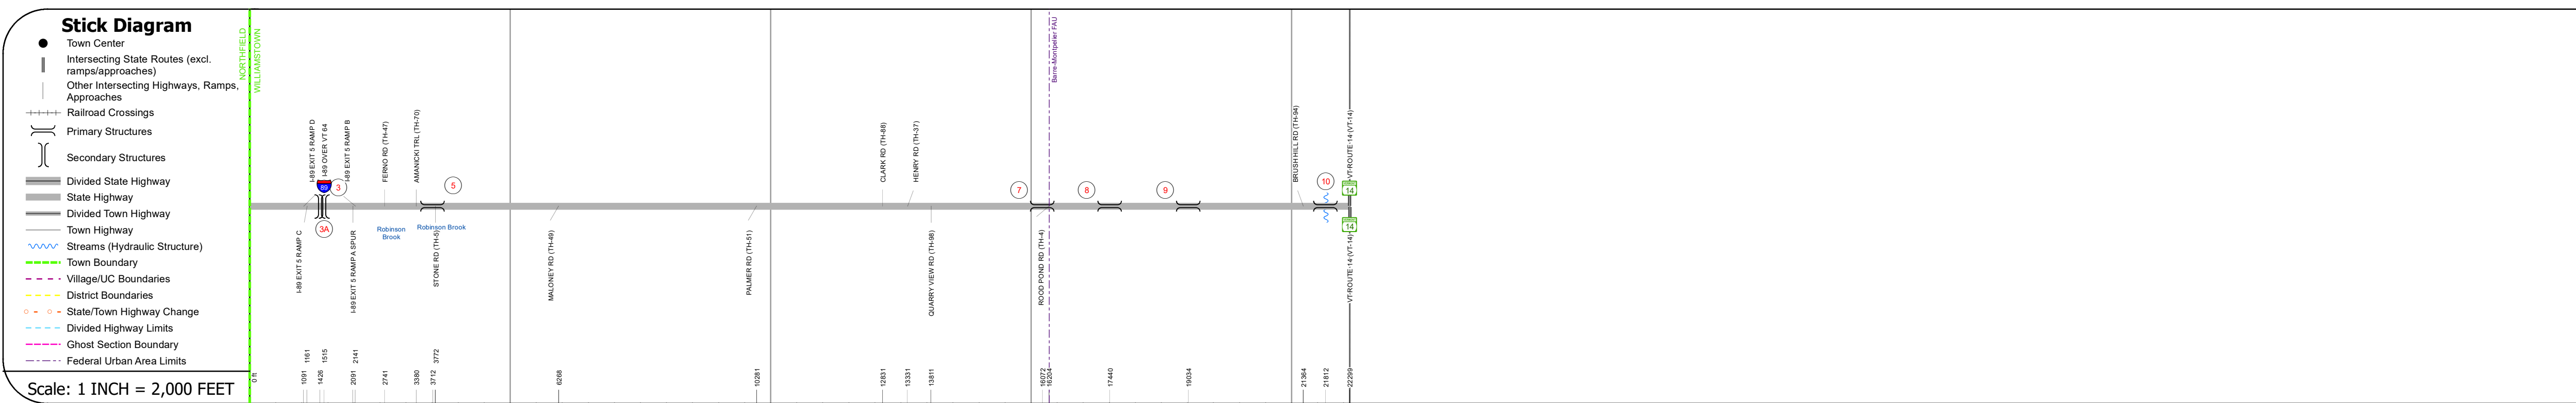 Stick Diagram
Town Center
Intersecting State Routes (excl.
ramps/approaches)
Other Intersecting Highways, Ramps,
Approaches
Railroad Crossings
Primary Structures
Secondary Structures
Divided State Highway
State Highway
Divided Town Highway
Town Highway
Streams (Hydraulic Structure)
Town Boundary
Village/UC Boundaries
District Boundaries
State/Town Highway Change
Divided Highway Limits
Ghost Section Boundary
Federal Urban Area Limits
Scale: 1 INCH = 2,000 FEET
NORTHFIELD
WILLIAMSTOWN
I-89 EXIT 5 RAMP D
I-89 OVER VT 64
I-89 EXIT 5 RAMP B
FERNO RD (TH-47)
AMANICKI TRL (TH-70)
CLARK RD (TH-88)
HENRY RD (TH-37)
Barre-Montpelier FAU
BRUSH HILL RD (TH-94)
VT-ROUTE-14 (VT-14)
89
3
5
7
8
9
10
14
3A
14
Robinson
Brook
Robinson Brook
I-89 EXIT 5 RAMP C
I-89 EXIT 5 RAMP A SPUR
STONE RD (TH-5)
MALONEY RD (TH-49)
PALMER RD (TH-51)
QUARRY VIEW RD (TH-98)
ROOD POND RD (TH-4)
VT-ROUTE-14 (VT-14)
0 ft
1091
1161
1426
1515
2091
2141
2741
3380
3712
3772
6268
10281
12831
13331
13811
16072
16204
17440
19034
21364
21812
22299